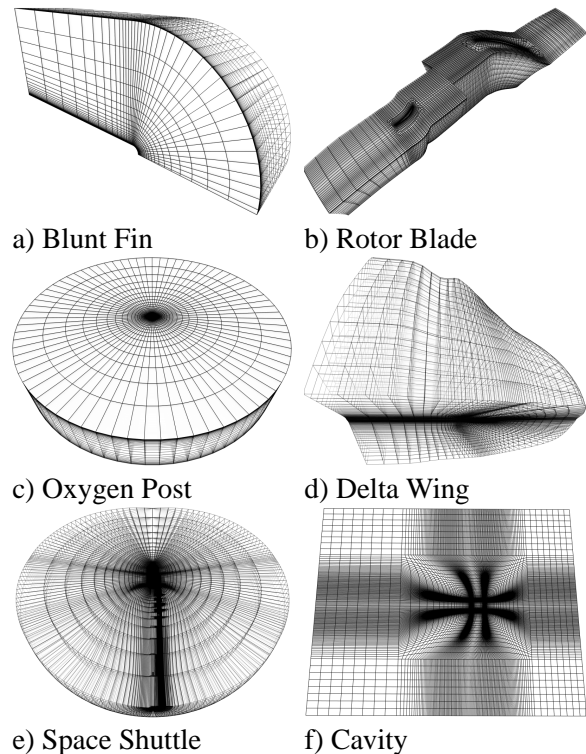 a) Blunt Fin
b) Rotor Blade
c) Oxygen Post
d) Delta Wing
e) Space Shuttle
f) Cavity